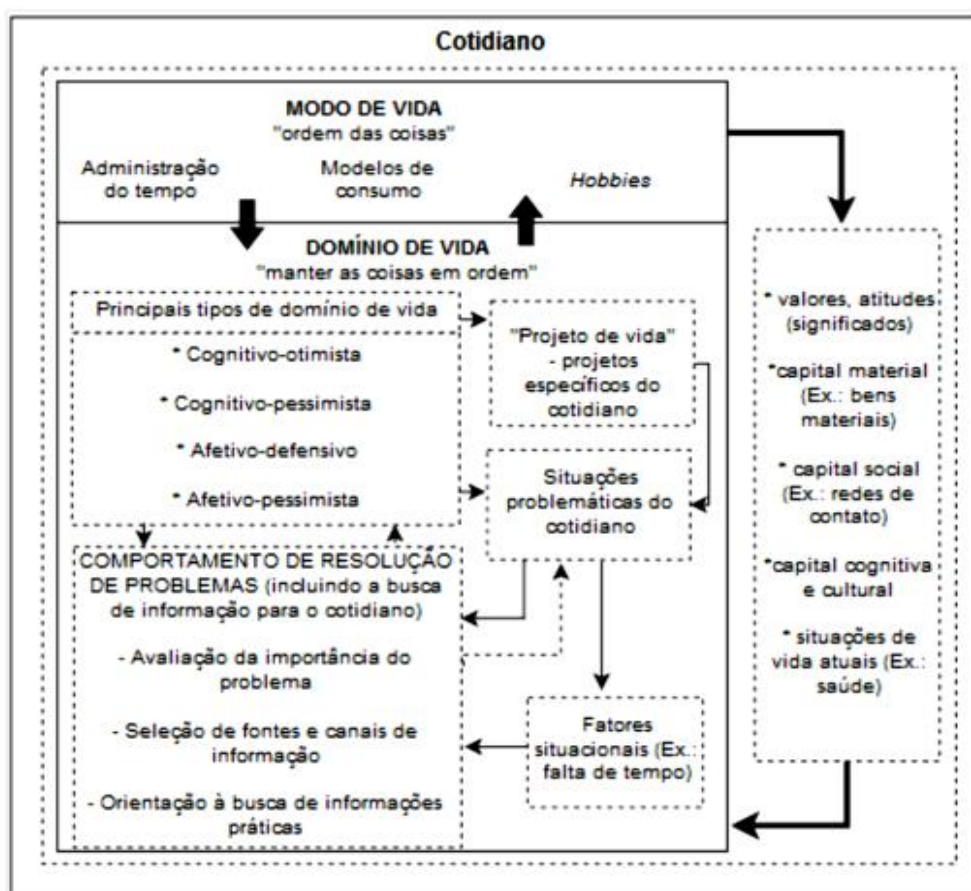 Cotidiano
MODO DE VIDA
"ordem das coisas"
Administração
do tempo
Modelos de
consumo
Hobbies
DOMÍNIO DE VIDA
"manter as coisas em ordem"
Principais tipos de domínio de vida
* Cognitivo-otimista
* Cognitivo-pessimista
* Afetivo-defensivo
* Afetivo-pessimista
"Projeto de vida"
- projetos
específicos do
cotidiano
Situações
problemáticas do
cotidiano
COMPORTAMENTO DE RESOLUÇÃO
DE PROBLEMAS (incluindo a busca
de informação para o cotidiano)
- Avaliação da importância do
problema
- Seleção de fontes e canais de
informação
- Orientação à busca de informações
práticas
Fatores
situacionais (Ex.:
falta de tempo)
* valores, atitudes
(significados)
*capital material
(Ex.: bens
materiais)
* capital social
(Ex.: redes de
contato)
*capital cognitiva
e cultural
* situações de
vida atuais (Ex.:
saúde)